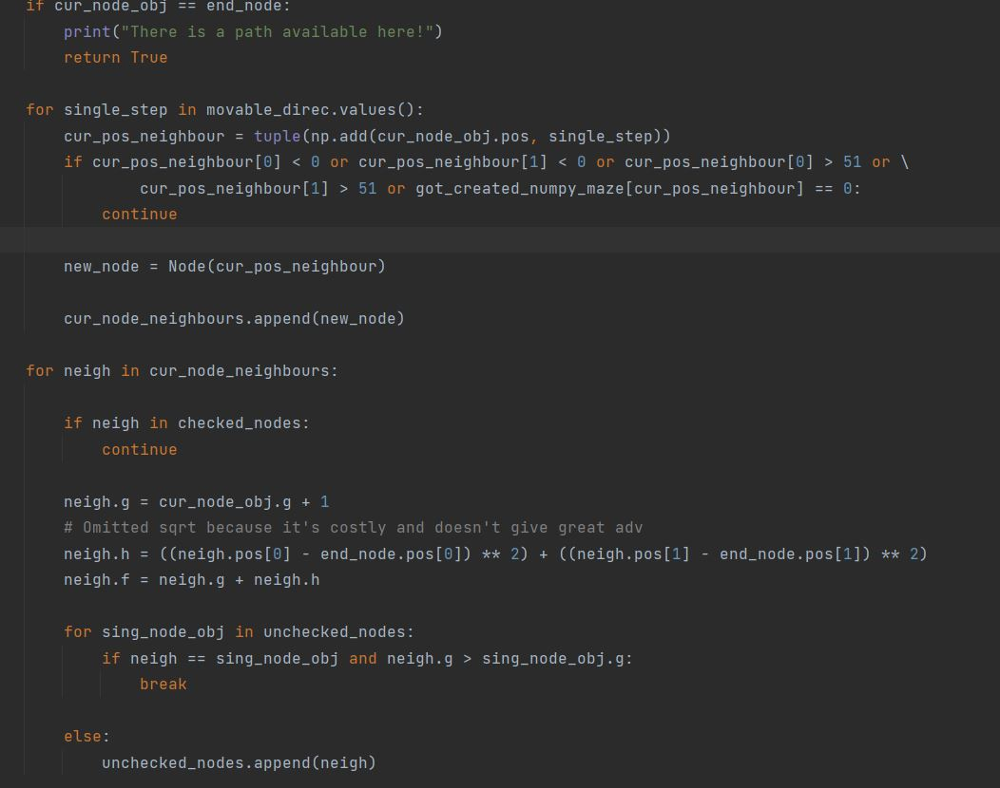 if cur_node_obj == end_node:
print("There is a path available here!")
return True
for single_step in movable_direc.values():
cur_pos_neighbour = tuple(np.add(cur_node_obj.pos, single_step))
if cur_pos_neighbour[0] < 0 or cur_pos_neighbour[1] < 0 or cur_pos_neighbour[0] > 51 or \
cur_pos_neighbour[1] > 51 or got_created_numpy_maze[cur_pos_neighbour] == 0:
continue
new_node = Node(cur_pos_neighbour)
cur_node_neighbours.append(new_node)
for neigh in cur_node_neighbours:
if neigh in checked_nodes:
continue
neigh.g = cur_node_obj.g + 1
# Omitted sqrt because it's costly and doesn't give great adv
neigh.h = ((neigh.pos[0] - end_node.pos[0]) ** 2) + ((neigh.pos[1] - end_node.pos[1]) ** 2)
neigh.f = neigh.g + neigh.h
for sing_node_obj in unchecked_nodes:
if neigh == sing_node_obj and neigh.g > sing_node_obj.g:
break
else:
unchecked_nodes.append(neigh)